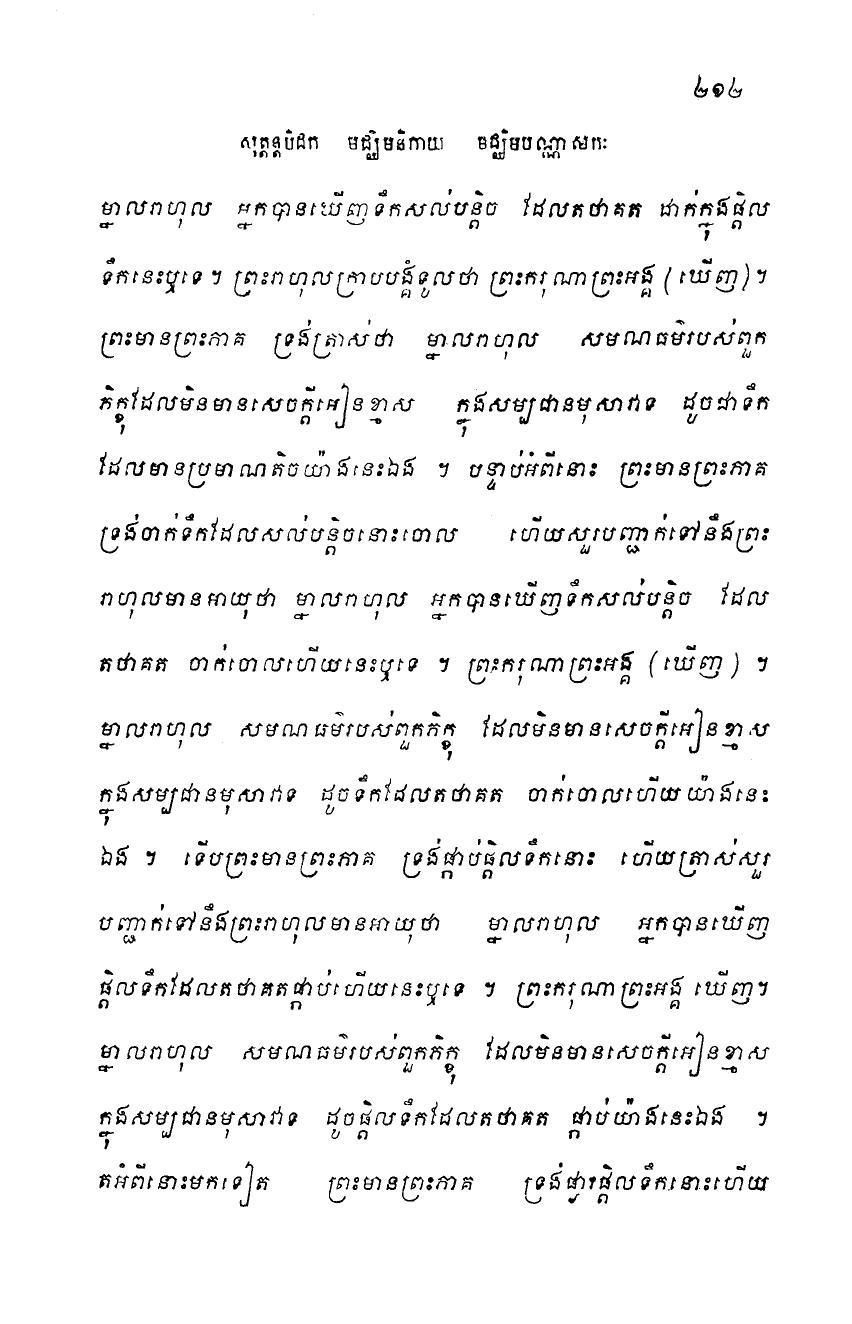 ២១២
សុត្តន្តបិដក មជ្ឈិមនិកាយ មជ្ឈិមបណ្ណាសកៈ
ម្នាលរាហុល អ្នកបានឃើញទឹកសល់បន្តិច ដែលតថាគត ដាក់ក្នុងផ្តិល
ទឹកនេះឬទេ។ ព្រះរាហុលក្រាបបង្គំទូលថា ព្រះករុណាព្រះអង្គ (ឃើញ)។
ព្រះមានព្រះភាគ ទ្រង់ត្រាស់ថា ម្នាលរាហុល សមណធម៌របស់ពួក
ភិក្ខុដែលមិនមានសេចក្តីអៀនខ្មាស ក្នុងសម្បជានមុសាវាទ ដូចជាទឹក
ដែលមានប្រមាណតិចយ៉ាងនេះឯង ។ បន្ទាប់អំពីនោះ ព្រះមានព្រះភាគ
ទ្រង់ចាក់ទឹកដែលសល់បន្តិចនោះចោល ហើយសួរបញ្ជាក់ទៅនឹងព្រះ
រាហុលមានអាយុថា ម្នាលរាហុល អ្នកបានឃើញទឹកសល់បន្តិច ដែល
តថាគត ចាក់ចោលហើយនេះឬទេ ។ ព្រះករុណាព្រះអង្គ (ឃើញ) ។
ម្នាលរាហុល សមណធម៌របស់ពួកភិក្ខុ ដែលមិនមានសេចក្តីអៀនខ្មាស
ក្នុងសម្បជានមុសាវាទ ដូចទឹកដែលតថាគត ចាក់ចោលហើយយ៉ាងនេះ
ឯង ។ ទើបព្រះមានព្រះភាគ ទ្រង់ផ្កាប់ផ្តិលទឹកនោះ ហើយត្រាស់សួរ
បញ្ជាក់ទៅនឹងព្រះរាហុលមានអាយុថា ម្នាលរាហុល អ្នកបានឃើញ
ផ្តិលទឹកដែលតថាគតផ្កាប់ហើយនេះឬទេ ។ ព្រះករុណាព្រះអង្គ ឃើញ។
ម្នាលរាហុល សមណធម៌របស់ពួកភិក្ខុ ដែលមិនមានសេចក្តីអៀនខ្មាស
ក្នុងសម្បជានមុសាវាទ ដូចផ្តិលទឹកដែលតថាគត ផ្កាប់យ៉ាងនេះឯង ។
តអំពីនោះមកទៀត ព្រះមានព្រះភាគ ទ្រង់ផ្ងារផ្តិលទឹកនោះហើយ